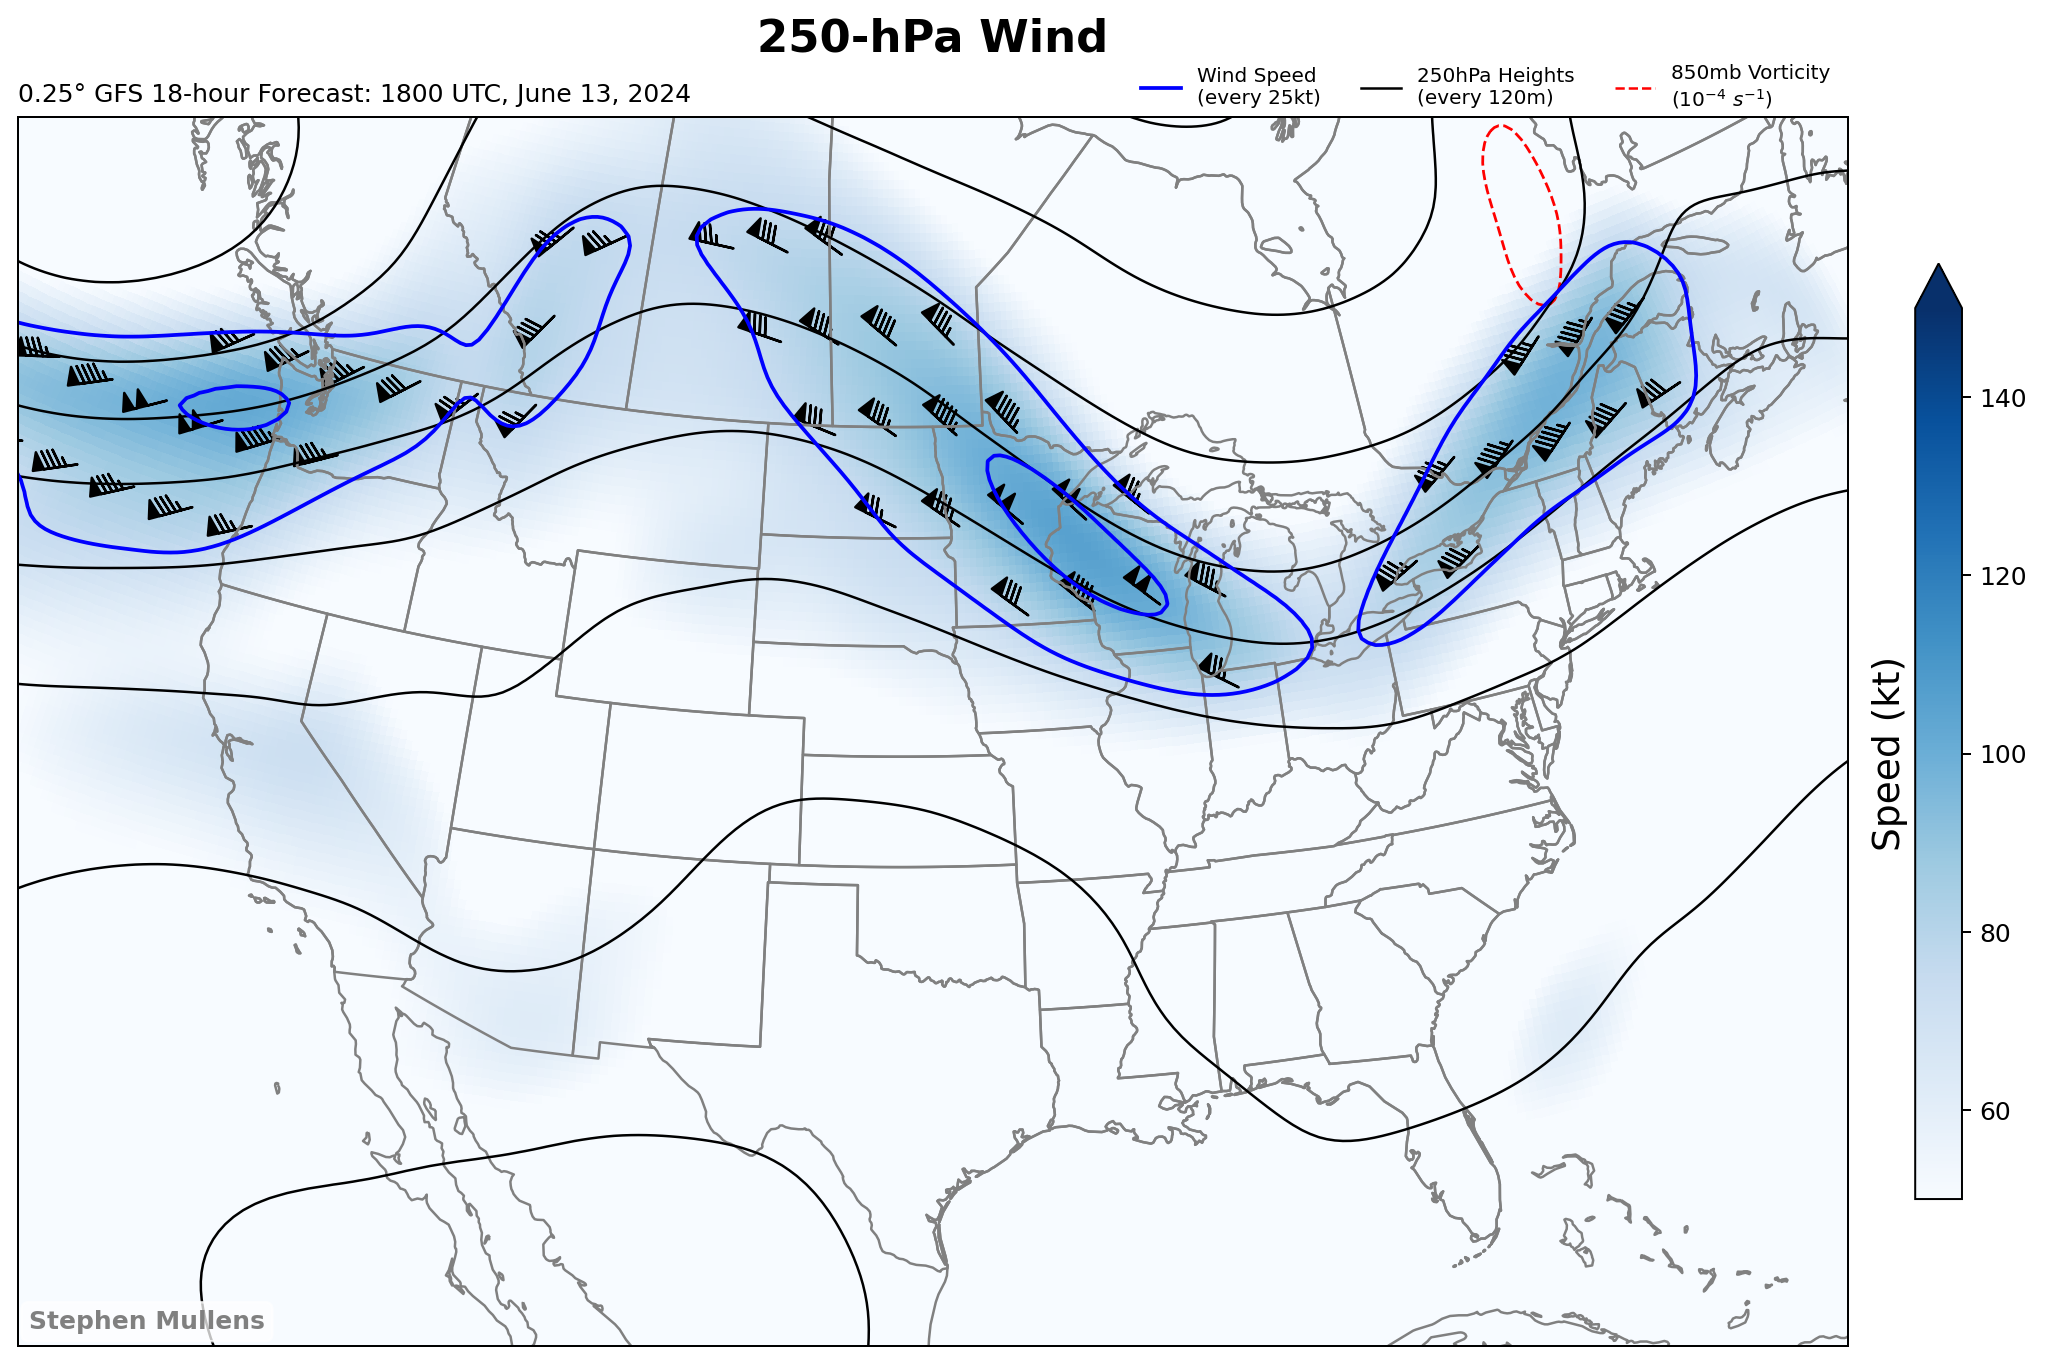 250-hPa Wind
0.25° GFS 18-hour Forecast: 1800 UTC, June 13, 2024
Wind Speed
(every 25kt)
250hPa Heights
(every 120m)
850mb Vorticity
(10⁻⁴ s⁻¹)
140
120
100
80
60
Speed (kt)
Stephen Mullens